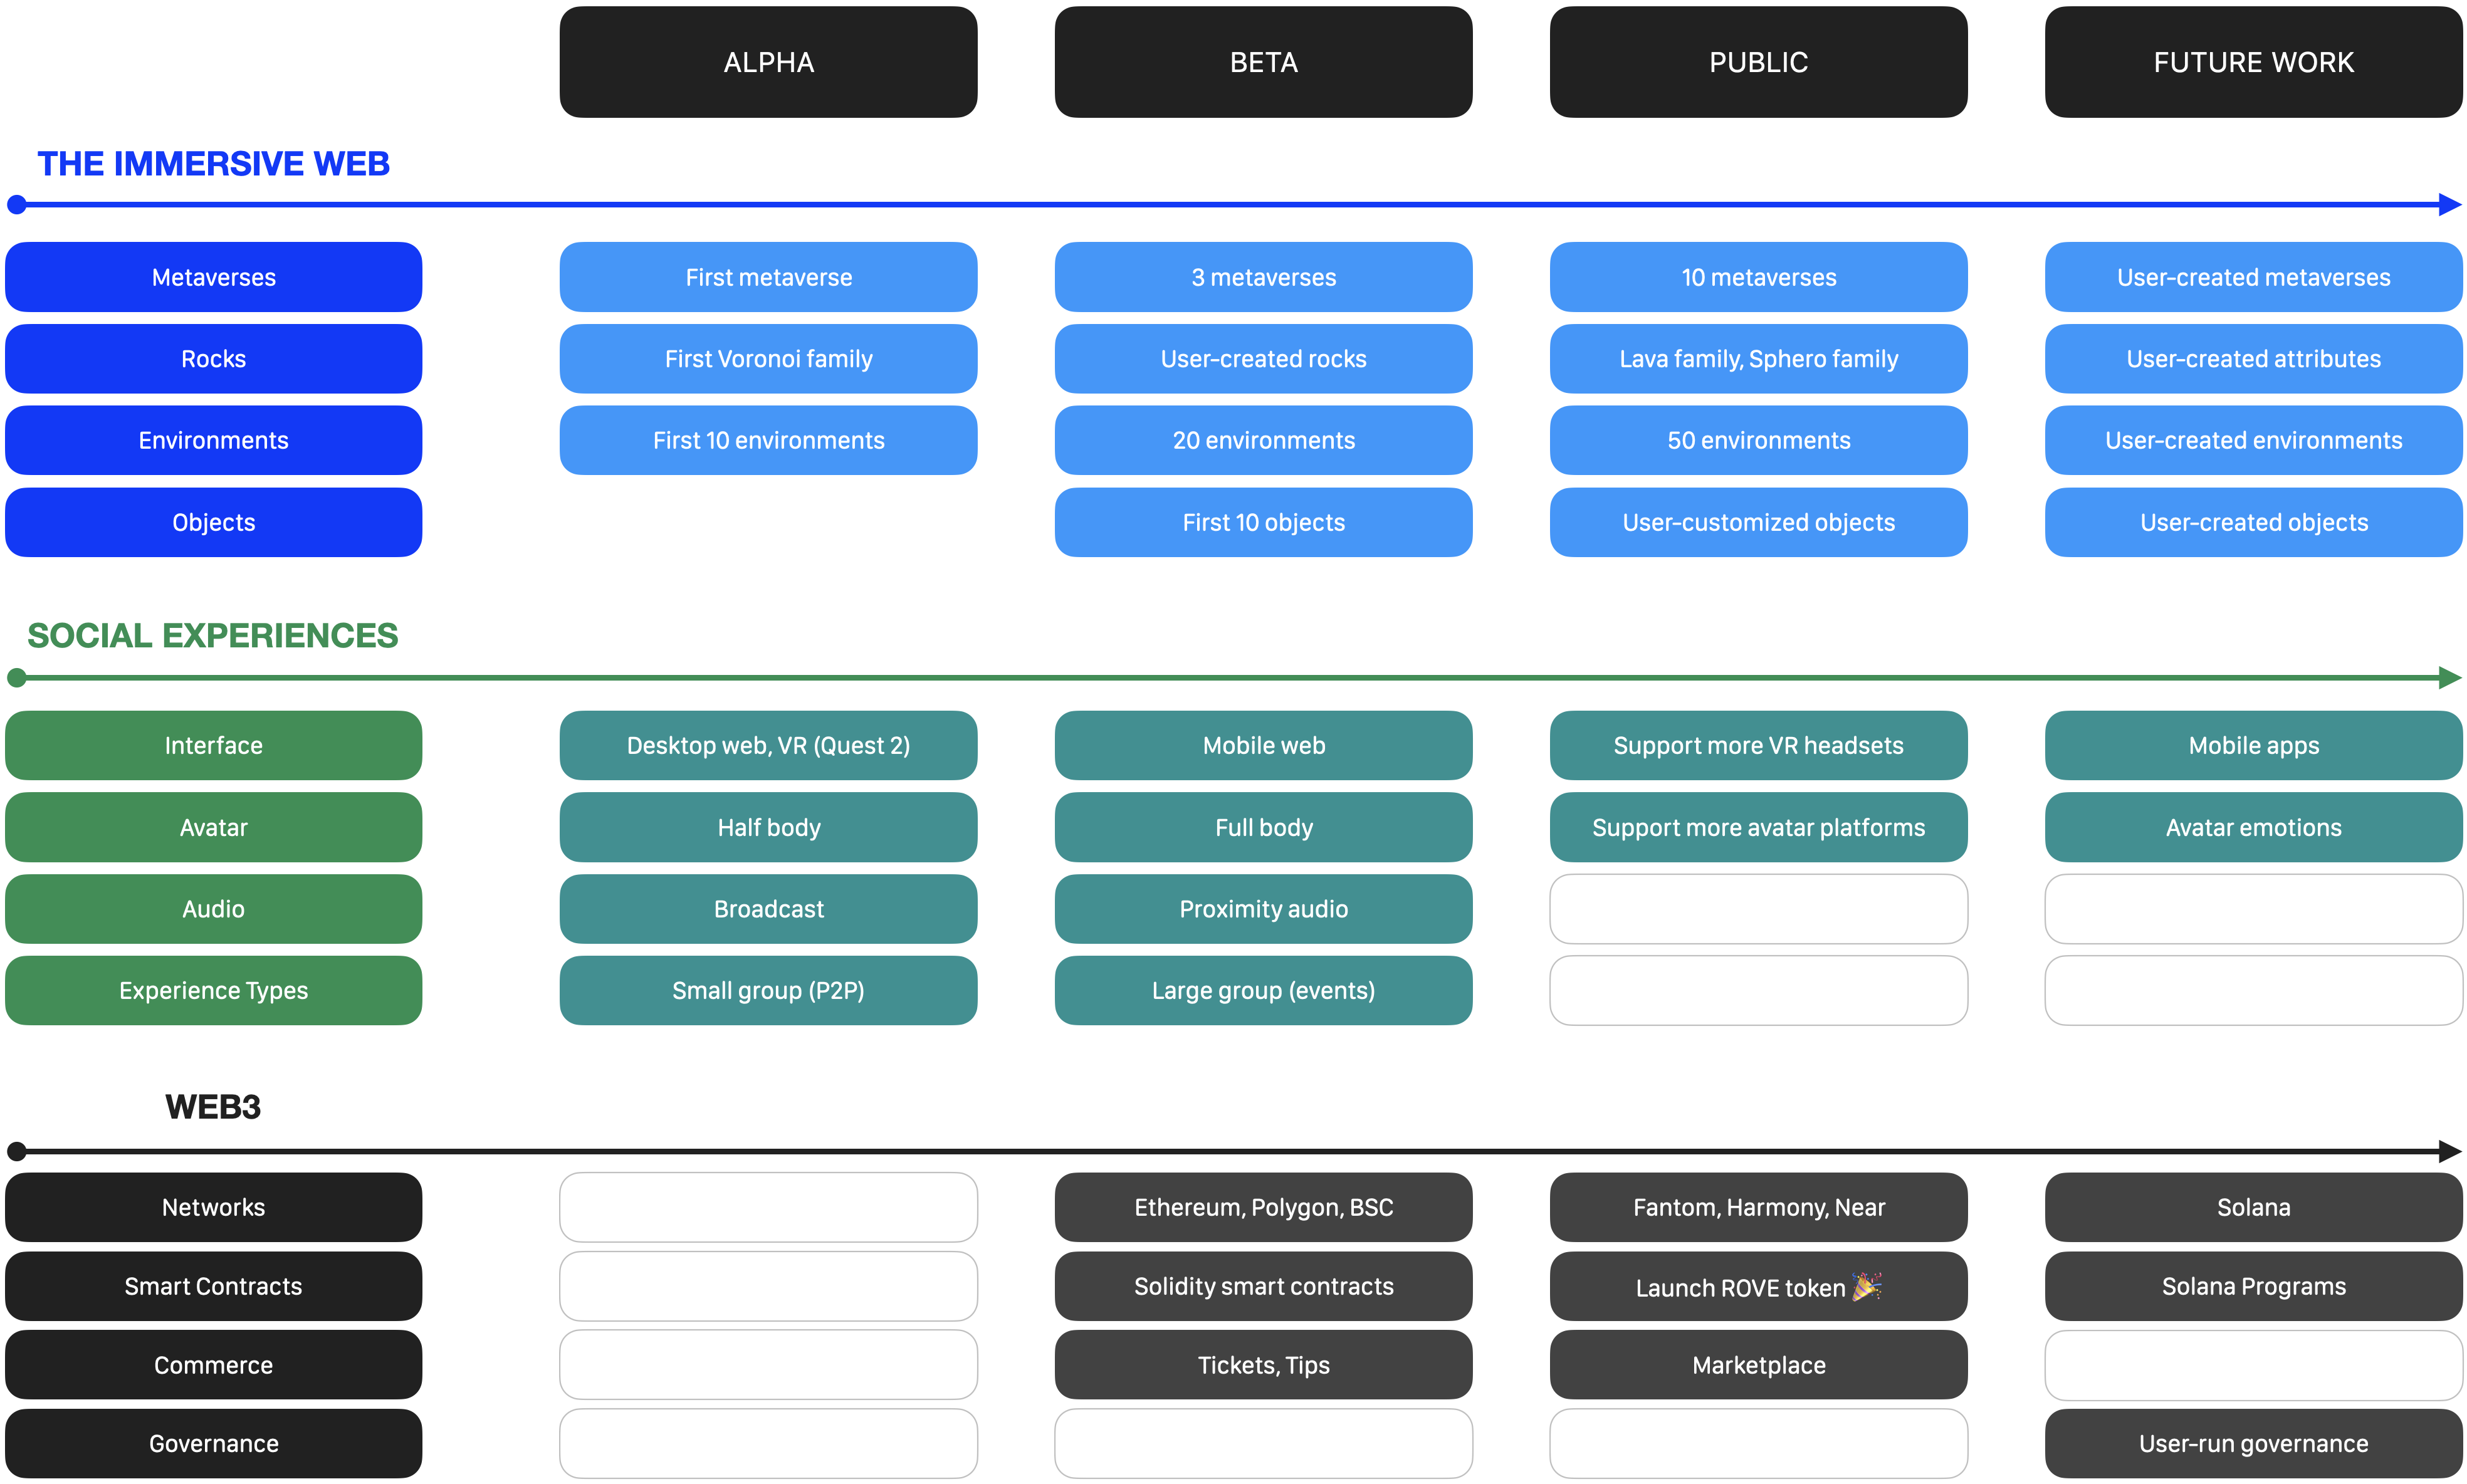 ALPHA
BETA
PUBLIC
FUTURE WORK
THE IMMERSIVE WEB
Metaverses
First metaverse
3 metaverses
10 metaverses
User-created metaverses
Rocks
First Voronoi family
User-created rocks
Lava family, Sphero family
User-created attributes
Environments
First 10 environments
20 environments
50 environments
User-created environments
Objects
First 10 objects
User-customized objects
User-created objects
SOCIAL EXPERIENCES
Interface
Desktop web, VR (Quest 2)
Mobile web
Support more VR headsets
Mobile apps
Avatar
Half body
Full body
Support more avatar platforms
Avatar emotions
Audio
Broadcast
Proximity audio
Experience Types
Small group (P2P)
Large group (events)
WEB3
Networks
Ethereum, Polygon, BSC
Fantom, Harmony, Near
Solana
Smart Contracts
Solidity smart contracts
Launch ROVE token 🎉
Solana Programs
Commerce
Tickets, Tips
Marketplace
Governance
User-run governance